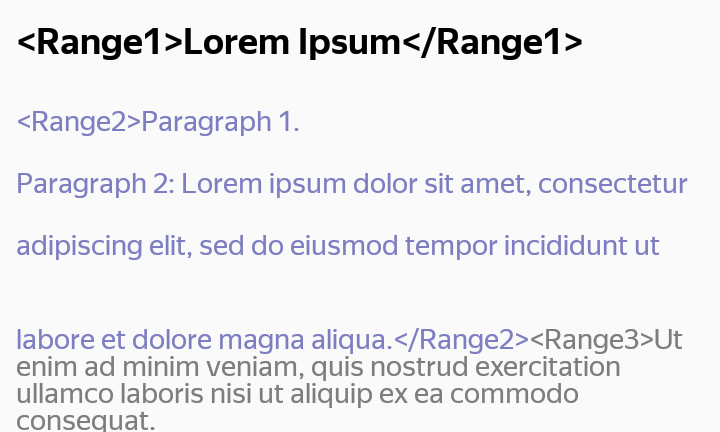 <Range1>Lorem Ipsum</Range1>
<Range2>Paragraph 1.
Paragraph 2: Lorem ipsum dolor sit amet, consectetur
adipiscing elit, sed do eiusmod tempor incididunt ut
labore et dolore magna aliqua.</Range2><Range3>Ut
enim ad minim veniam, quis nostrud exercitation
ullamco laboris nisi ut aliquip ex ea commodo
consequat.